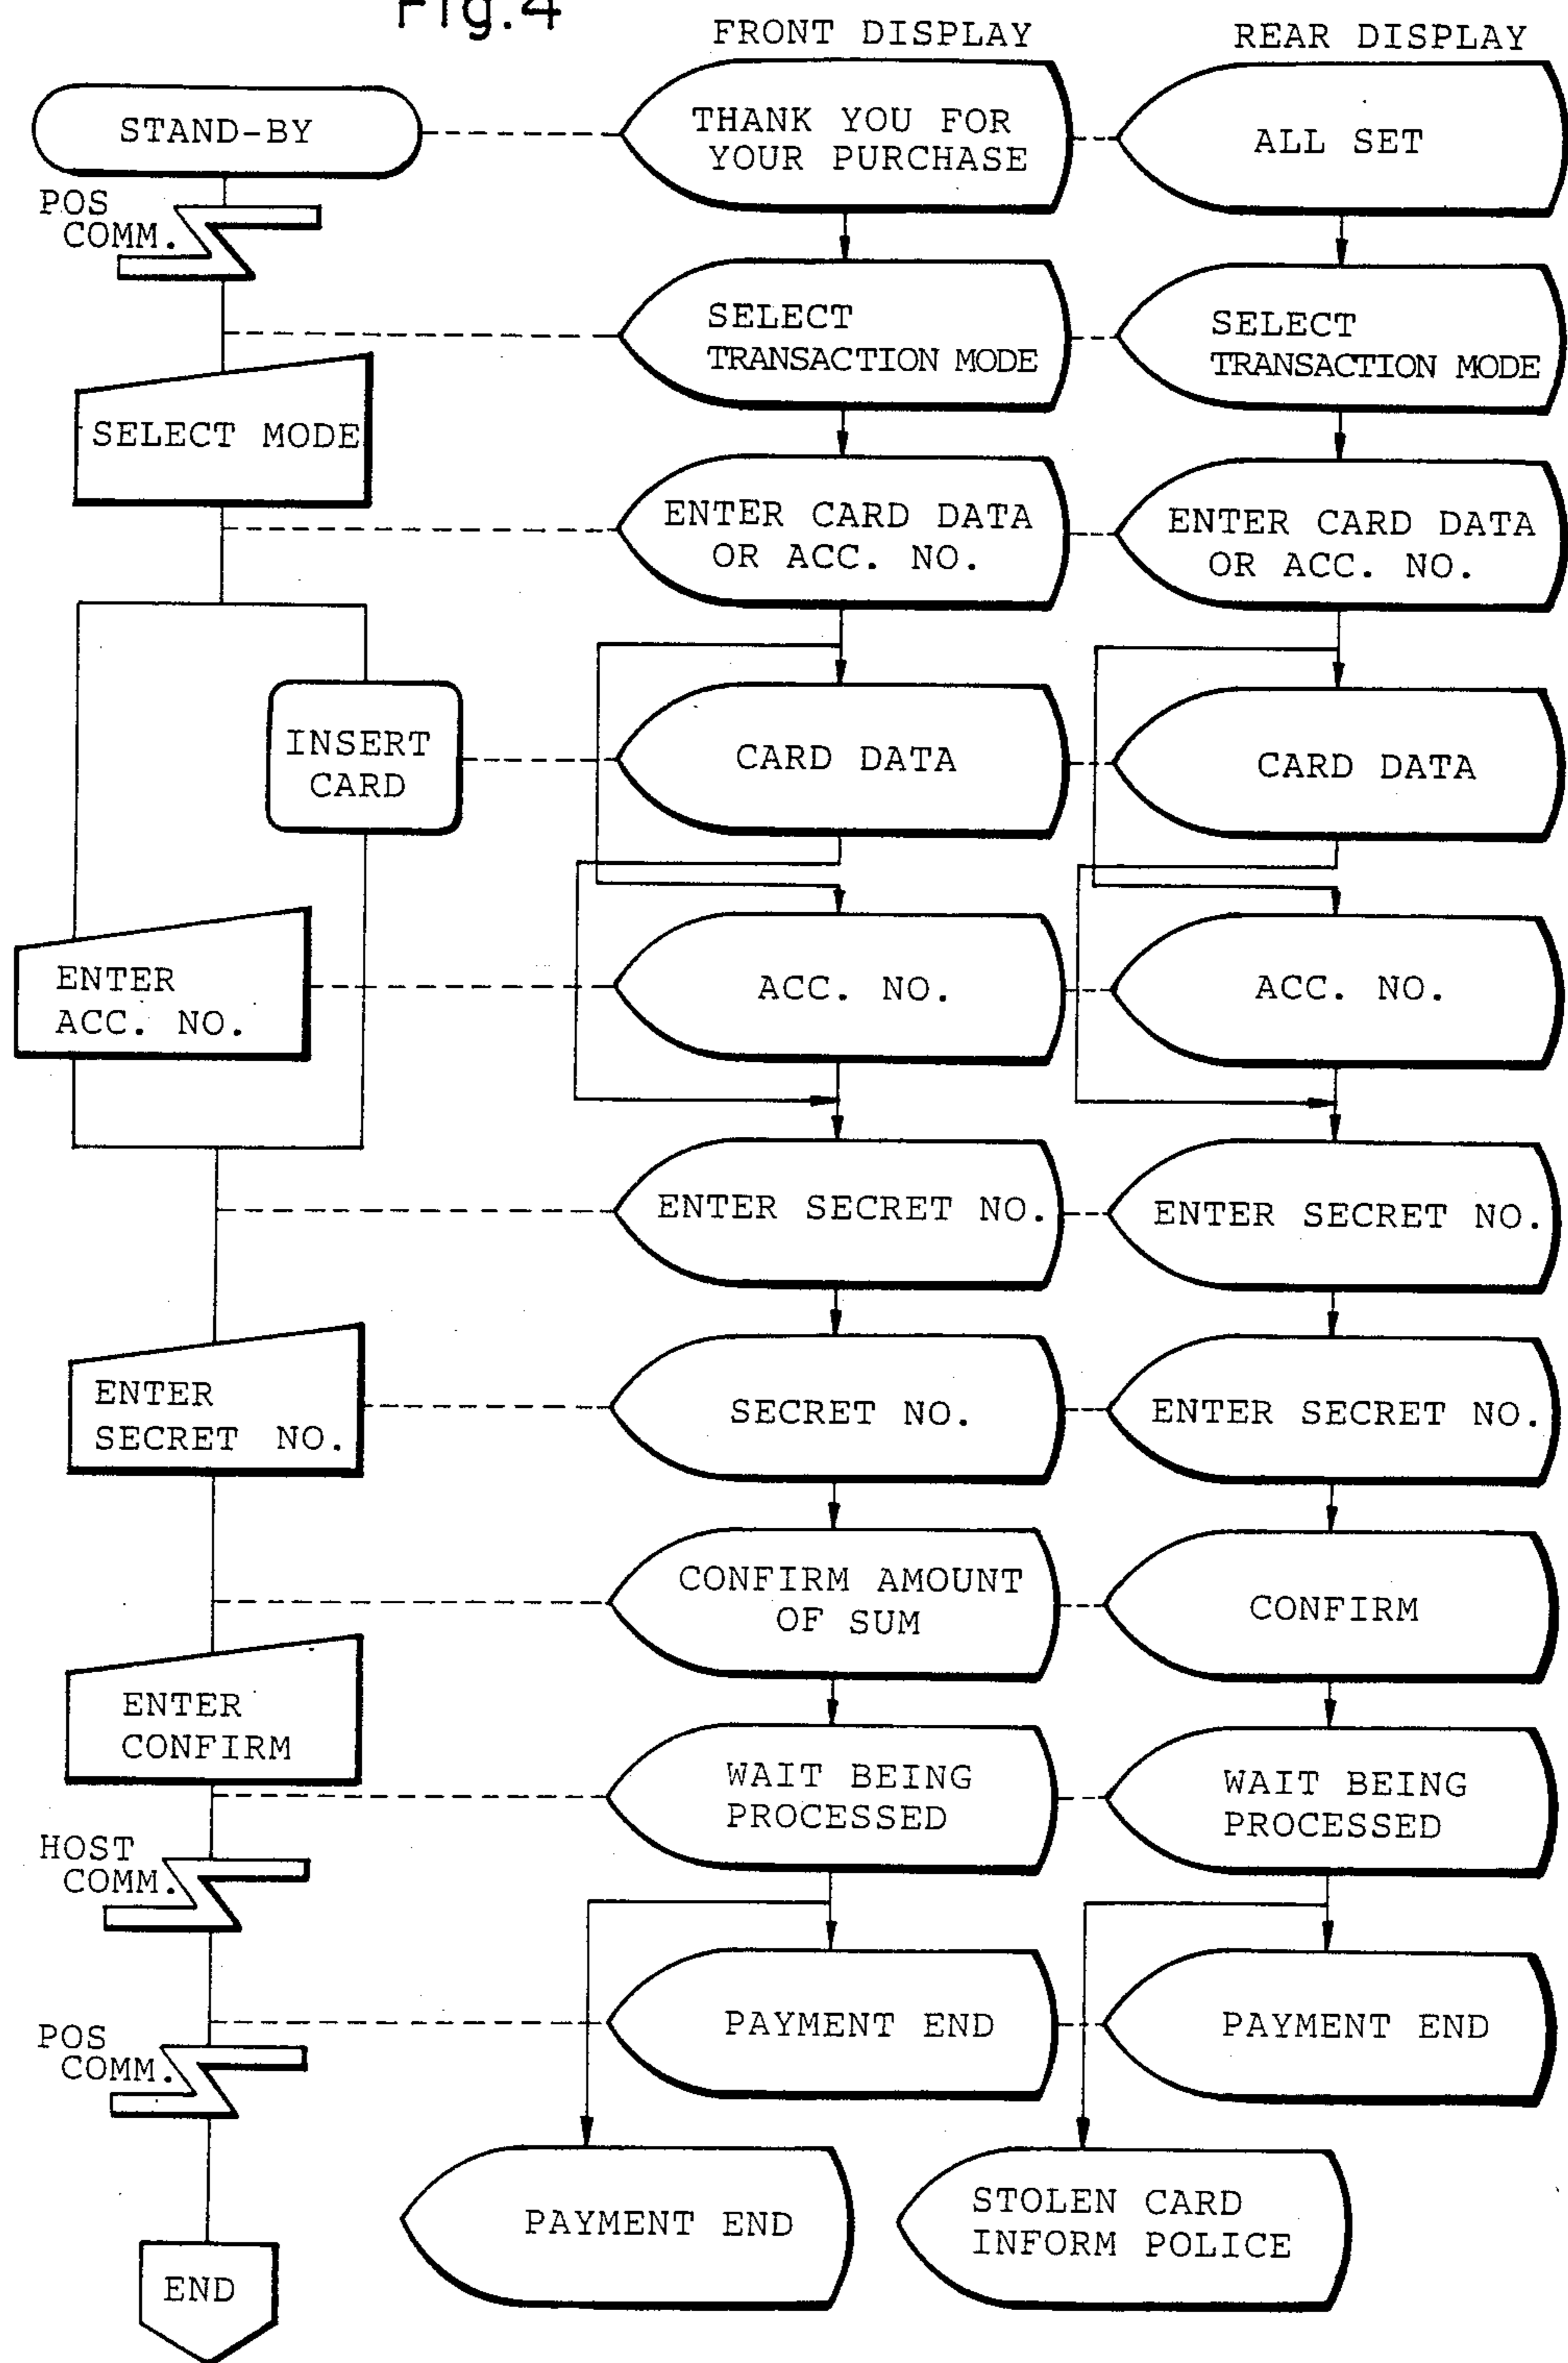 Fig.4
FRONT DISPLAY
REAR DISPLAY
STAND-BY
THANK YOU FOR
YOUR PURCHASE
ALL SET
POS
COMM.
SELECT
TRANSACTION MODE
SELECT
TRANSACTION MODE
SELECT MODE
ENTER CARD DATA
OR ACC. NO.
ENTER CARD DATA
OR ACC. NO.
INSERT
CARD
CARD DATA
CARD DATA
ENTER
ACC. NO.
ACC. NO.
ACC. NO.
ENTER SECRET NO.
ENTER SECRET NO.
ENTER
SECRET NO.
SECRET NO.
ENTER SECRET NO.
CONFIRM AMOUNT
OF SUM
CONFIRM
ENTER
CONFIRM
WAIT BEING
PROCESSED
WAIT BEING
PROCESSED
HOST
COMM.
PAYMENT END
PAYMENT END
POS
COMM.
PAYMENT END
STOLEN CARD
INFORM POLICE
END